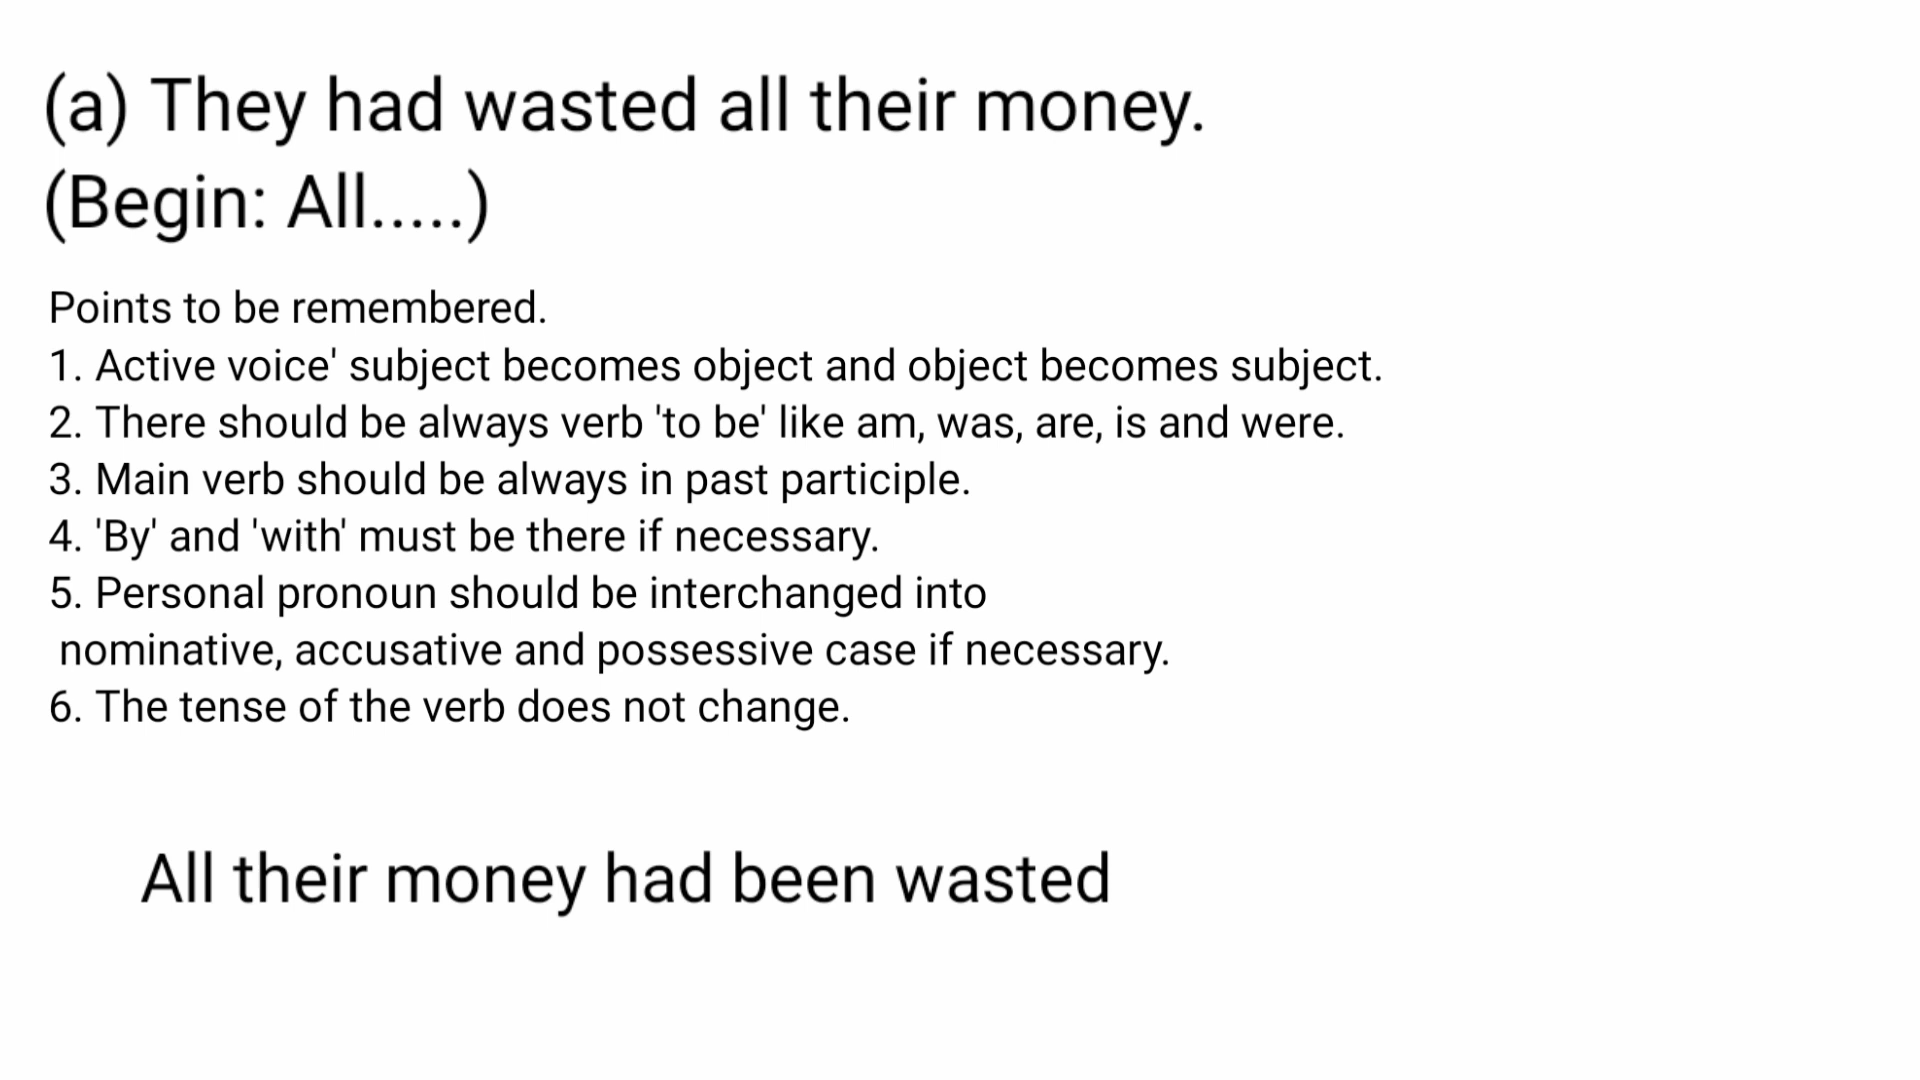 (a) They had wasted all their money.
(Begin: All.....)
Points to be remembered.
1. Active voice' subject becomes object and object becomes subject.
2. There should be always verb 'to be' like am, was, are, is and were.
3. Main verb should be always in past participle.
4. 'By' and 'with' must be there if necessary.
5. Personal pronoun should be interchanged into
nominative, accusative and possessive case if necessary.
6. The tense of the verb does not change.
All their money had been wasted